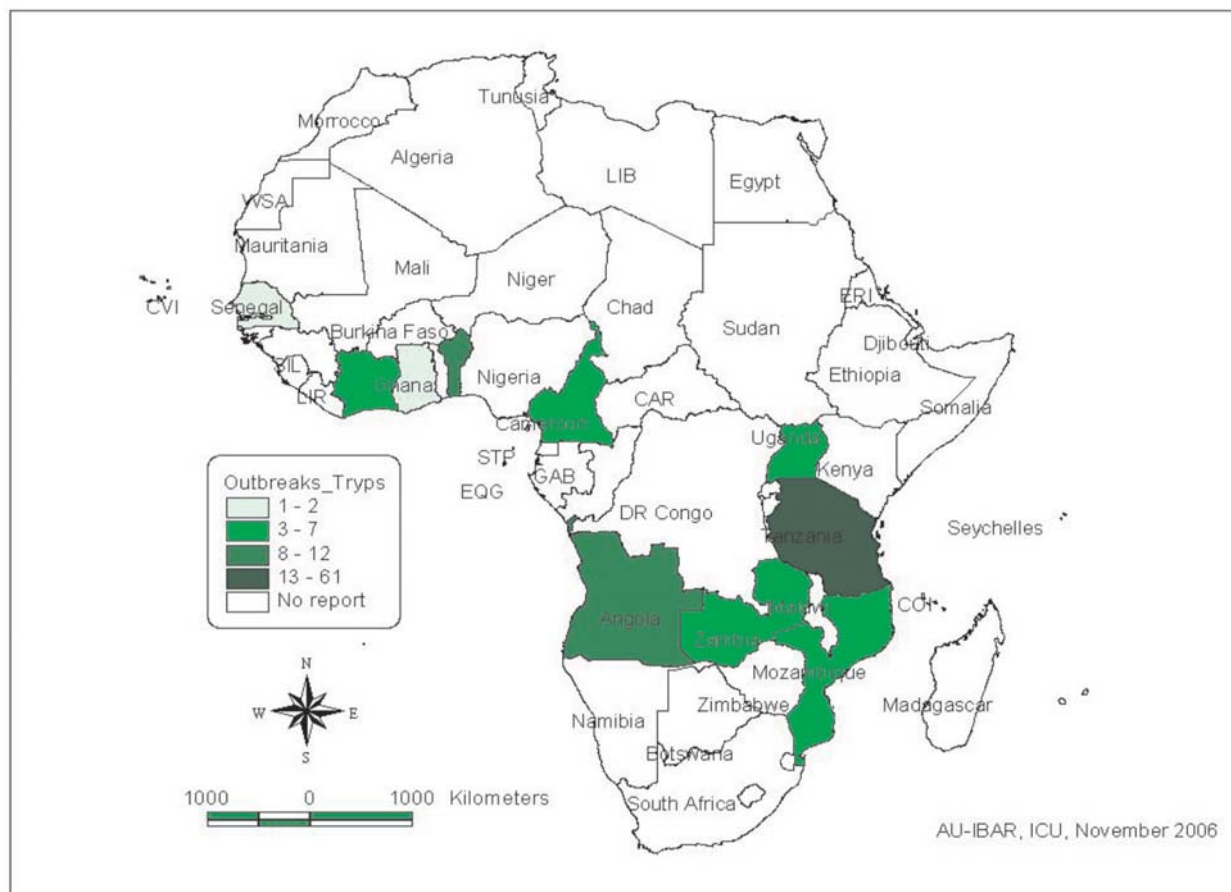 Tunusia
Morrocco
Algeria
LIB
Egypt
WSA
Mauritania
Mali
Niger
Chad
Sudan
ERI
CVI
Senegal
Burkina Faso
Djibouti
Ethiopia
SIL
LIR
Ghana
Nigeria
CAR
Somalia
Cameroun
Uganda
Kenya
STP
GAB
EQG
DR Congo
Tanzania
Seychelles
Outbreaks_Tryps
1 - 2
3 - 7
8 - 12
13 - 61
No report
COI
Malawi
Angola
Zambia
Mozambique
Zimbabwe
Madagascar
Namibia
Botswana
South Africa
N
W E
S
1000 0 1000 Kilometers
AU-IBAR, ICU, November 2006